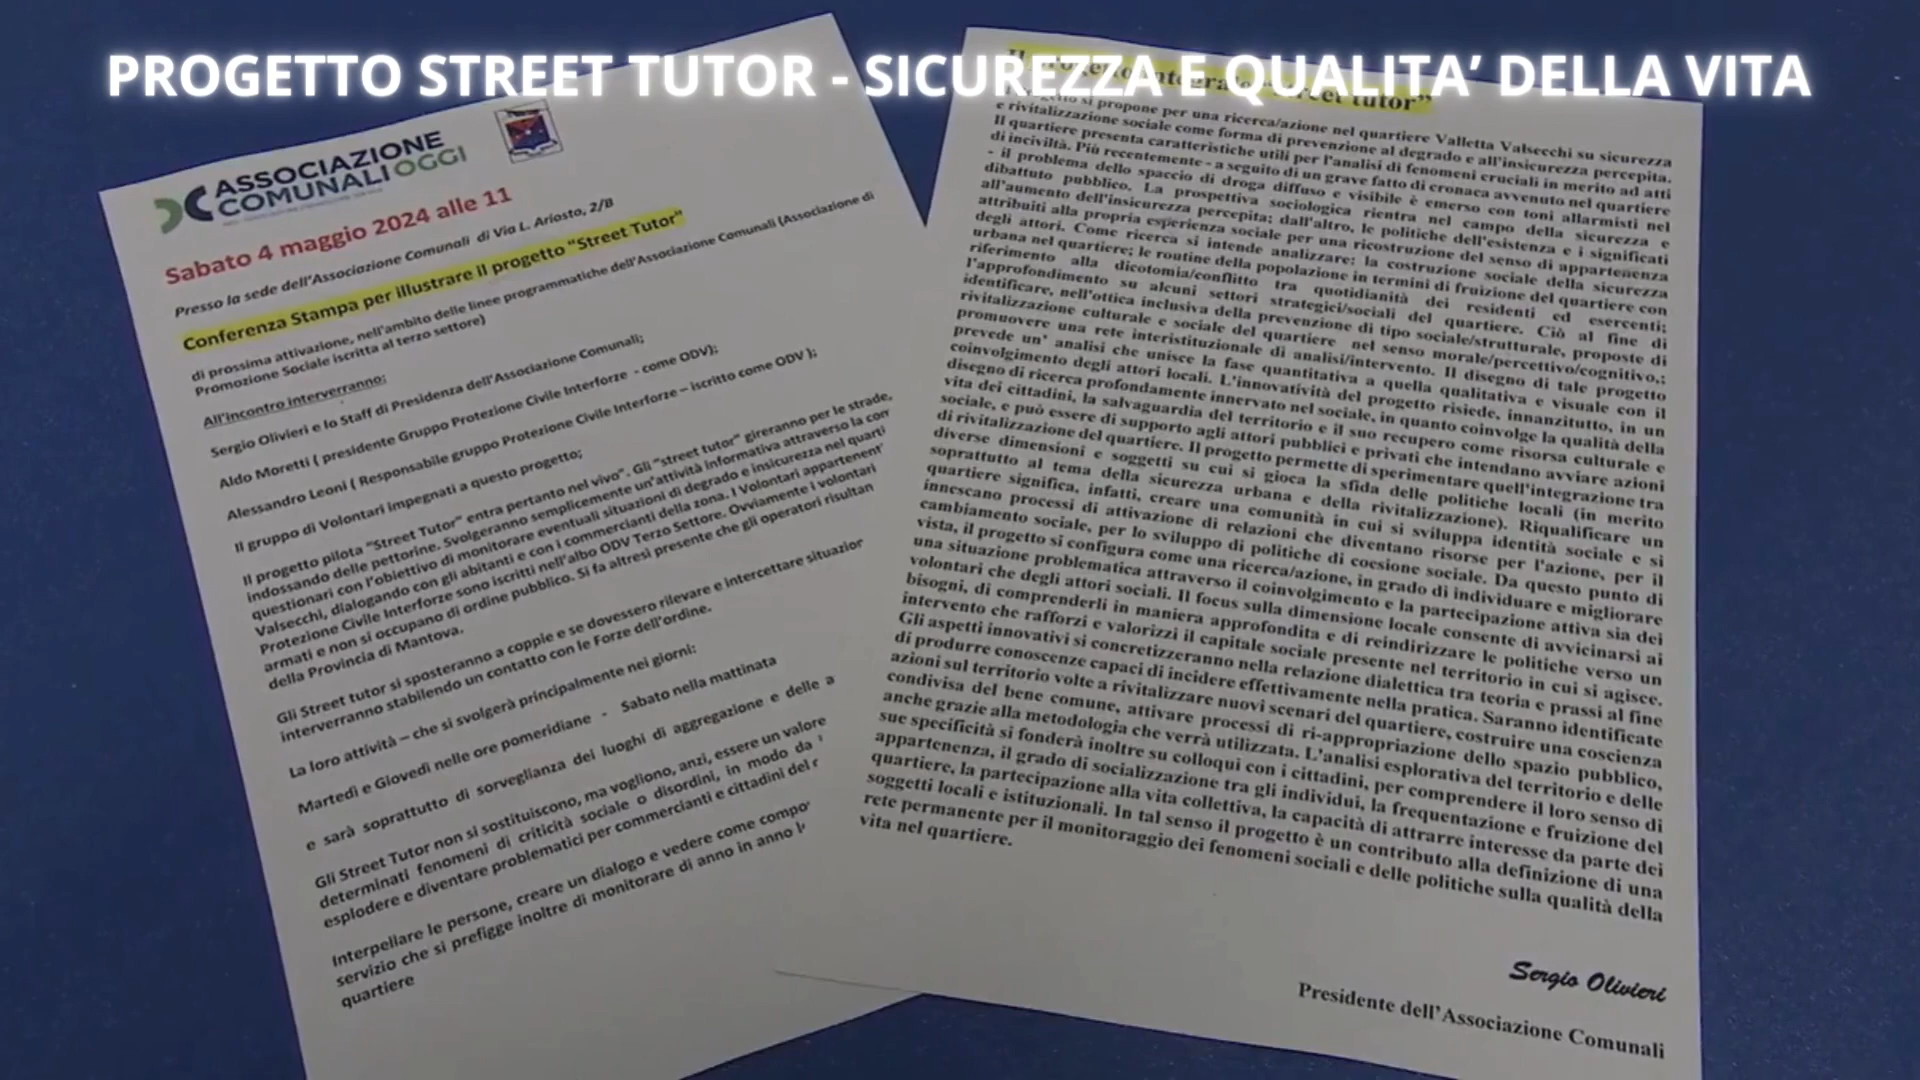 PROGETTO STREET TUTOR - SICUREZZA E QUALITA' DELLA VITA
ASSOCIAZIONE
COMUNALI OGGI
Sabato 4 maggio 2024 alle 11
Presso la sede dell'Associazione Comunali di Via L. Ariosto, 2/B
Conferenza Stampa per illustrare il progetto "Street Tutor"
di prossima attivazione, nell'ambito delle linee programmatiche dell'Associazione Comunali (Associazione di
Promozione Sociale iscritta al terzo settore)
All'incontro interverranno:
Sergio Olivieri e lo Staff di Presidenza dell'Associazione Comunali;
Aldo Moretti ( presidente Gruppo Protezione Civile Interforze - come ODV);
Alessandro Leoni ( Responsabile gruppo Protezione Civile Interforze – iscritto come ODV );
Il gruppo di Volontari impegnati a questo progetto;
Il progetto pilota "Street Tutor" entra pertanto nel vivo". Gli "street tutor" gireranno per le strade,
indossando delle pettorine. Svolgeranno semplicemente un'attività informativa attraverso la
questionari con l'obiettivo di monitorare eventuali situazioni di degrado e insicurezza nel
Valsecchi, dialogando con gli abitanti e con i commercianti della zona. I Volontari
Protezione Civile Interforze sono iscritti nell'albo ODV Terzo Settore. Ovviamente i volontari
armati e non si occupano di ordine pubblico. Si fa altresì presente che gli operatori
della Provincia di Mantova.
Gli Street tutor si sposteranno a coppie e se dovessero rilevare e intercettare
interverranno stabilendo un contatto con le Forze dell'ordine.
La loro attività – che si svolgerà principalmente nei giorni:
Martedì e Giovedì nelle ore pomeridiane - Sabato nella mattinata
e sarà soprattutto di sorveglianza dei luoghi di aggregazione e delle
Gli Street Tutor non si sostituiscono, ma vogliono, anzi, essere un valore
determinati fenomeni di criticità sociale o disordini, in modo da
esplodere e diventare problematici per commercianti e cittadini del
Interpellare le persone, creare un dialogo e vedere come
servizio che si prefigge inoltre di monitorare di anno in anno
quartiere
Il progetto integrato "Street tutor"
Il progetto si propone per una ricerca/azione nel quartiere Valletta Valsecchi su sicurezza
e rivitalizzazione sociale come forma di prevenzione al degrado e all'insicurezza percepita.
Il quartiere presenta caratteristiche utili per l'analisi di fenomeni cruciali in merito ad atti
di inciviltà. Più recentemente - a seguito di un grave fatto di cronaca avvenuto nel quartiere
- il problema dello spaccio di droga diffuso e visibile è emerso con toni allarmisti nel
dibattuto pubblico. La prospettiva sociologica rientra nel campo della sicurezza e
all'aumento dell'insicurezza percepita; dall'altro, le politiche dell'esistenza e i significati
attribuiti alla propria esperienza sociale per una ricostruzione del senso di appartenenza
degli attori. Come ricerca si intende analizzare: la costruzione sociale della sicurezza
urbana nel quartiere; le routine della popolazione in termini di fruizione del quartiere con
riferimento alla dicotomia/conflitto tra quotidianità dei residenti ed esercenti;
l'approfondimento su alcuni settori strategici/sociali del quartiere. Ciò al fine di
identificare, nell'ottica inclusiva della prevenzione di tipo sociale/strutturale, proposte di
rivitalizzazione culturale e sociale del quartiere nel senso morale/percettivo/cognitivo,;
promuovere una rete interistituzionale di analisi/intervento. Il disegno di tale progetto
prevede un' analisi che unisce la fase quantitativa a quella qualitativa e visuale con il
coinvolgimento degli attori locali. L'innovatività del progetto risiede, innanzitutto, in un
disegno di ricerca profondamente innervato nel sociale, in quanto coinvolge la qualità della
vita dei cittadini, la salvaguardia del territorio e il suo recupero come risorsa culturale e
sociale, e può essere di supporto agli attori pubblici e privati che intendano avviare azioni
di rivitalizzazione del quartiere. Il progetto permette di sperimentare quell'integrazione tra
diverse dimensioni e soggetti su cui si gioca la sfida delle politiche locali (in merito
soprattutto al tema della sicurezza urbana e della rivitalizzazione). Riqualificare un
quartiere significa, infatti, creare una comunità in cui si sviluppa identità sociale e si
innescano processi di attivazione di relazioni che diventano risorse per l'azione, per il
cambiamento sociale, per lo sviluppo di politiche di coesione sociale. Da questo punto di
vista, il progetto si configura come una ricerca/azione, in grado di individuare e migliorare
una situazione problematica attraverso il coinvolgimento e la partecipazione attiva sia dei
volontari che degli attori sociali. Il focus sulla dimensione locale consente di avvicinarsi ai
bisogni, di comprenderli in maniera approfondita e di reindirizzare le politiche verso un
intervento che rafforzi e valorizzi il capitale sociale presente nel territorio in cui si agisce.
Gli aspetti innovativi si concretizzeranno nella relazione dialettica tra teoria e prassi al fine
di produrre conoscenze capaci di incidere effettivamente nella pratica. Saranno identificate
azioni sul territorio volte a rivitalizzare nuovi scenari del quartiere, costruire una coscienza
condivisa del bene comune, attivare processi di ri-appropriazione dello spazio pubblico,
anche grazie alla metodologia che verrà utilizzata. L'analisi esplorativa del territorio e delle
sue specificità si fonderà inoltre su colloqui con i cittadini, per comprendere il loro senso di
appartenenza, il grado di socializzazione tra gli individui, la frequentazione e fruizione del
quartiere, la partecipazione alla vita collettiva, la capacità di attrarre interesse da parte dei
soggetti locali e istituzionali. In tal senso il progetto è un contributo alla definizione di una
rete permanente per il monitoraggio dei fenomeni sociali e delle politiche sulla qualità della
vita nel quartiere.
Sergio Olivieri
Presidente dell'Associazione Comunali